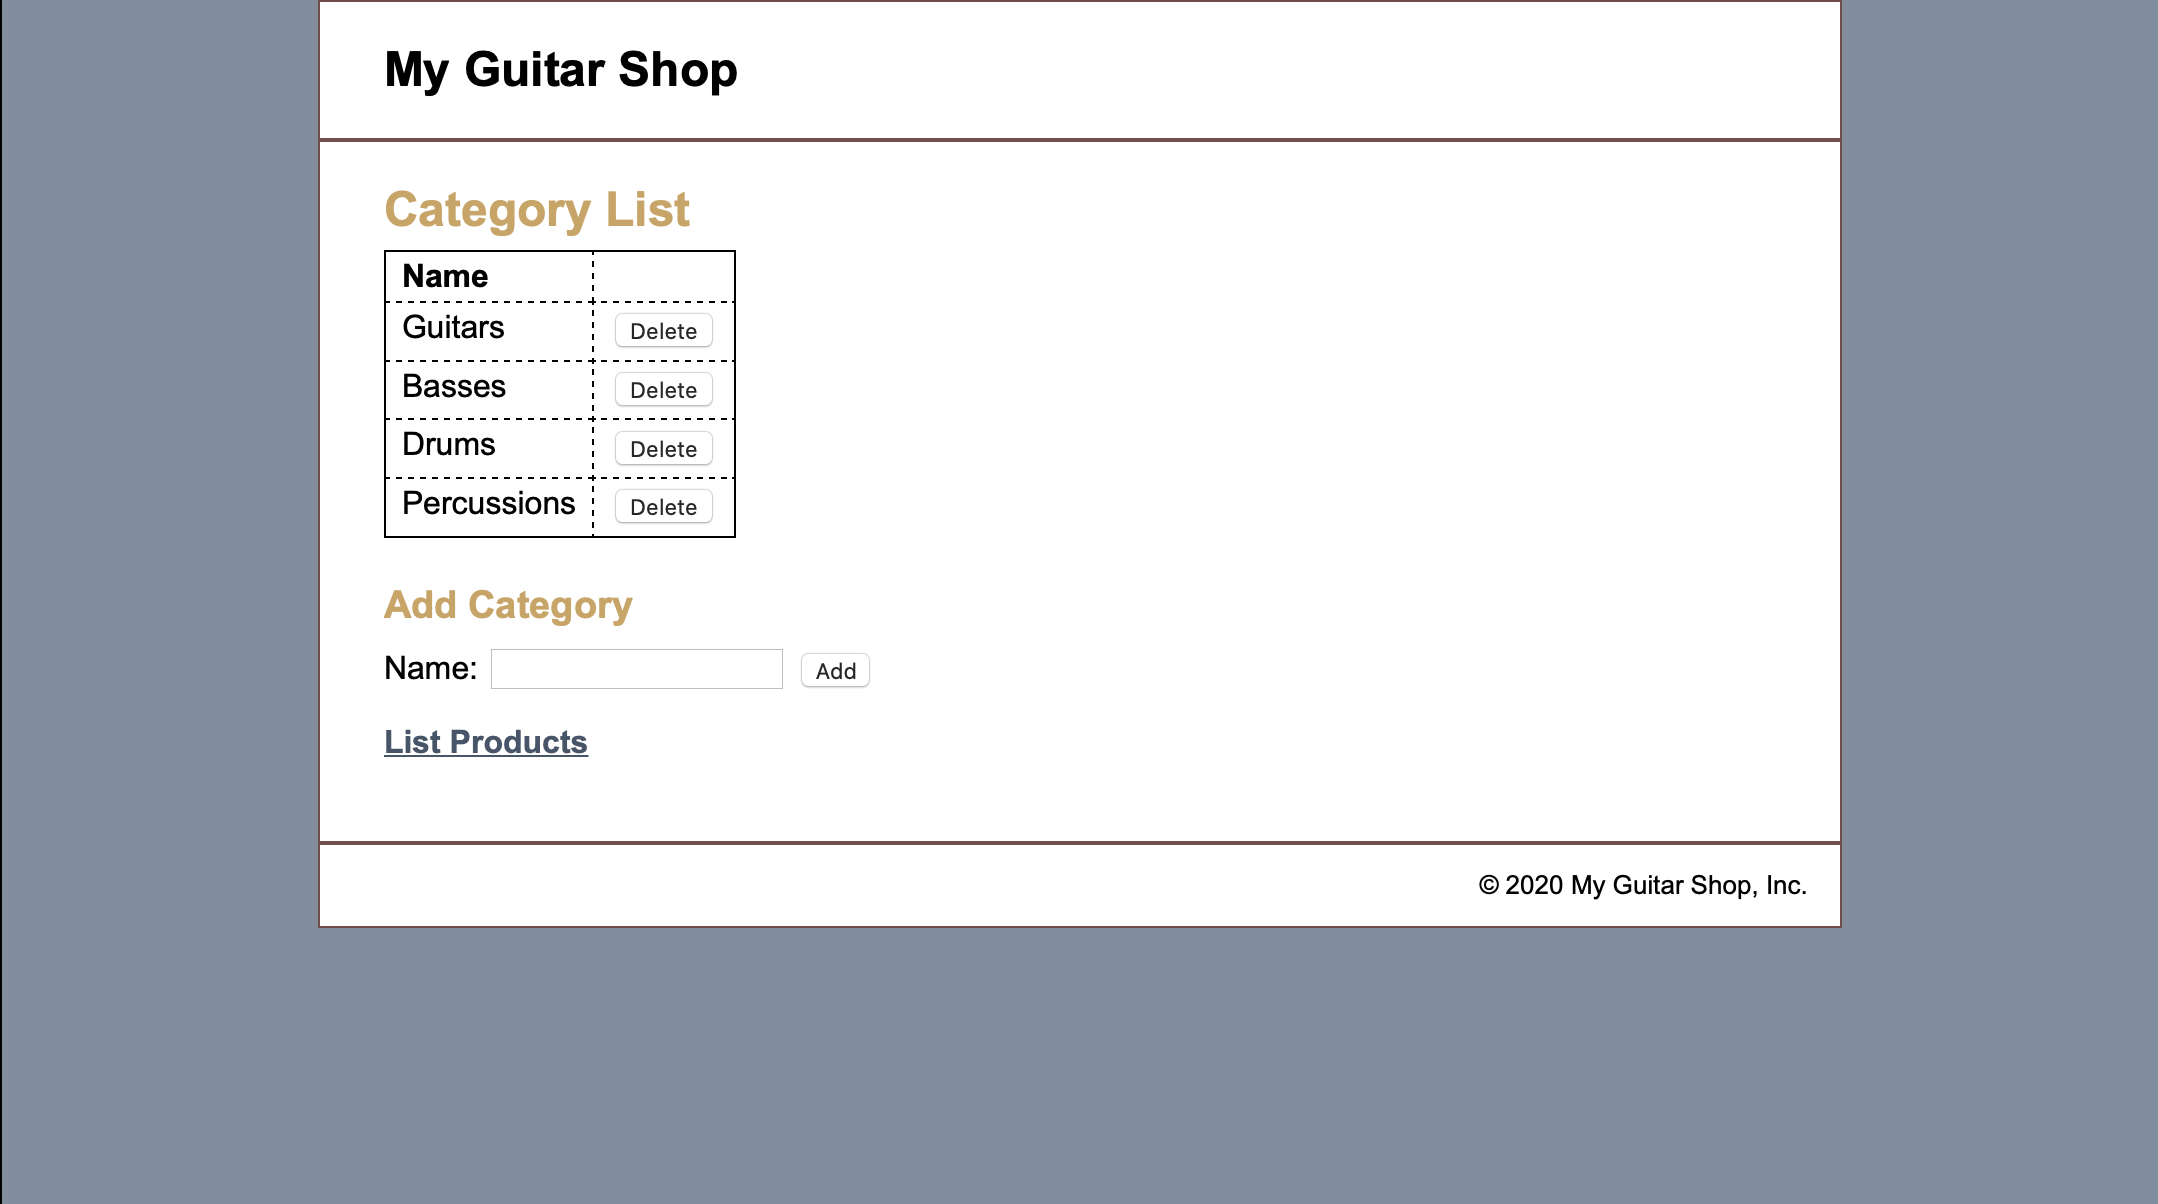 My Guitar Shop
Category List
Name
Guitars Delete
Basses Delete
Drums Delete
Percussions Delete
Add Category
Name: Add
List Products
© 2020 My Guitar Shop, Inc.